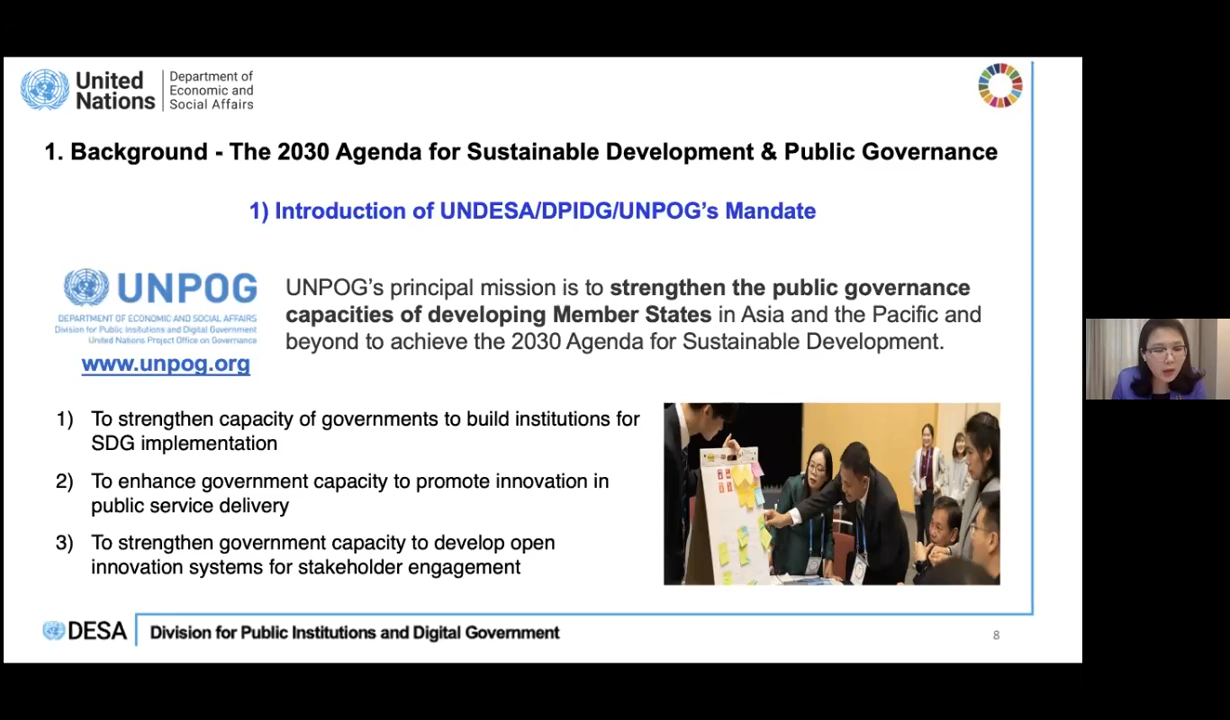 United Nations
Department of Economic and Social Affairs
1. Background - The 2030 Agenda for Sustainable Development & Public Governance
1) Introduction of UNDESA/DPIDG/UNPOG's Mandate
UNPOG
DEPARTMENT OF ECONOMIC AND SOCIAL AFFAIRS
Division for Public Insitutions and Digital Government
United Nations Project Office on Governance
www.unpog.org
UNPOG's principal mission is to strengthen the public governance
capacities of developing Member States in Asia and the Pacific and
beyond to achieve the 2030 Agenda for Sustainable Development.
1) To strengthen capacity of governments to build institutions for
SDG implementation
2) To enhance government capacity to promote innovation in
public service delivery
3) To strengthen government capacity to develop open
innovation systems for stakeholder engagement
DESA
Division for Public Institutions and Digital Government
8